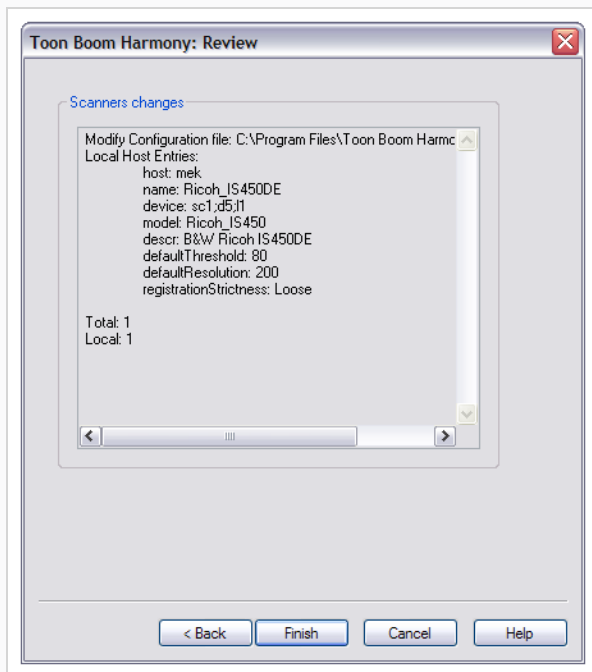 Toon Boom Harmony: Review
Scanners changes
Modify Configuration file: C:\Program Files\Toon Boom Harmc
Local Host Entries:
host: mek
name: Ricoh_IS450DE
device: sc1;d5;l1
model: Ricoh_IS450
descr: B&W Ricoh IS450DE
defaultThreshold: 80
defaultResolution: 200
registrationStrictness: Loose
Total: 1
Local: 1
< Back Finish Cancel Help